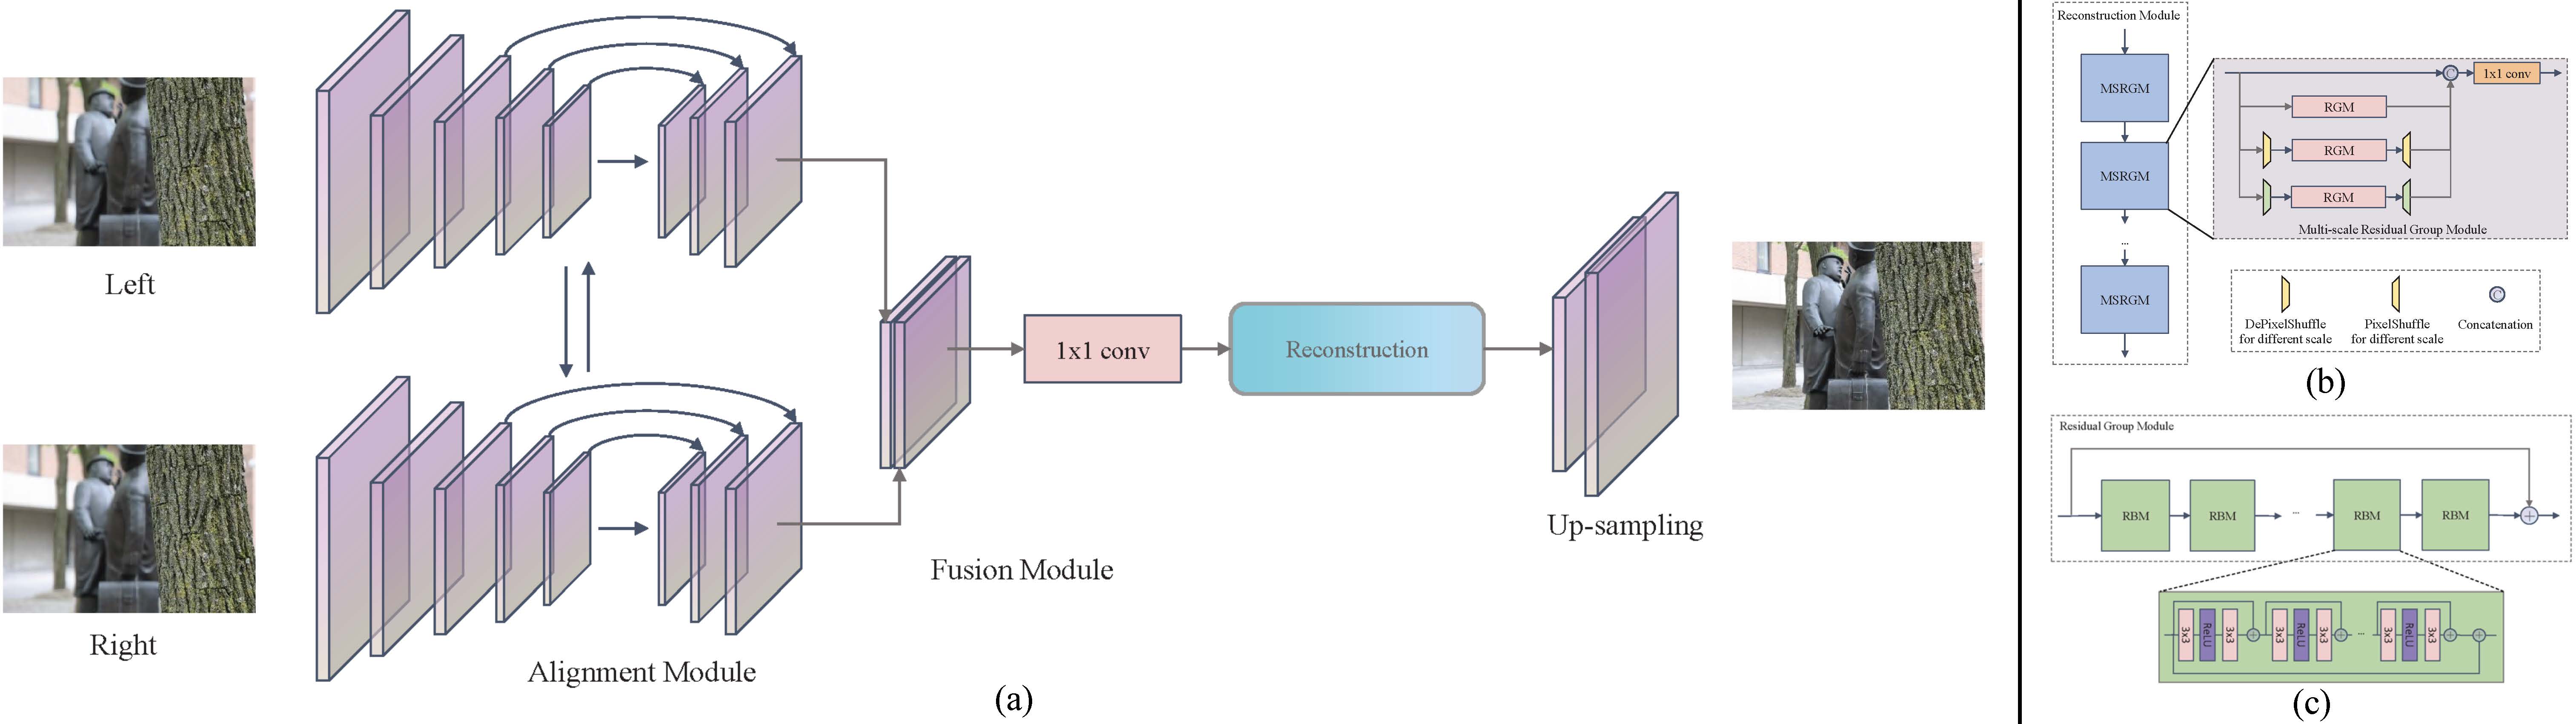 Left
Right
Alignment Module
Fusion Module
1x1 conv
Reconstruction
Up-sampling
(a)
Reconstruction Module
MSRGM
MSRGM
...
MSRGM
C
1x1 conv
RGM
RGM
RGM
Multi-scale Residual Group Module
C
DePixelShuffle
for different scale
PixelShuffle
for different scale
Concatenation
(b)
Residual Group Module
RBM
RBM
...
RBM
RBM
3x3
ReLU
3x3
3x3
ReLU
3x3
...
3x3
ReLU
3x3
(c)